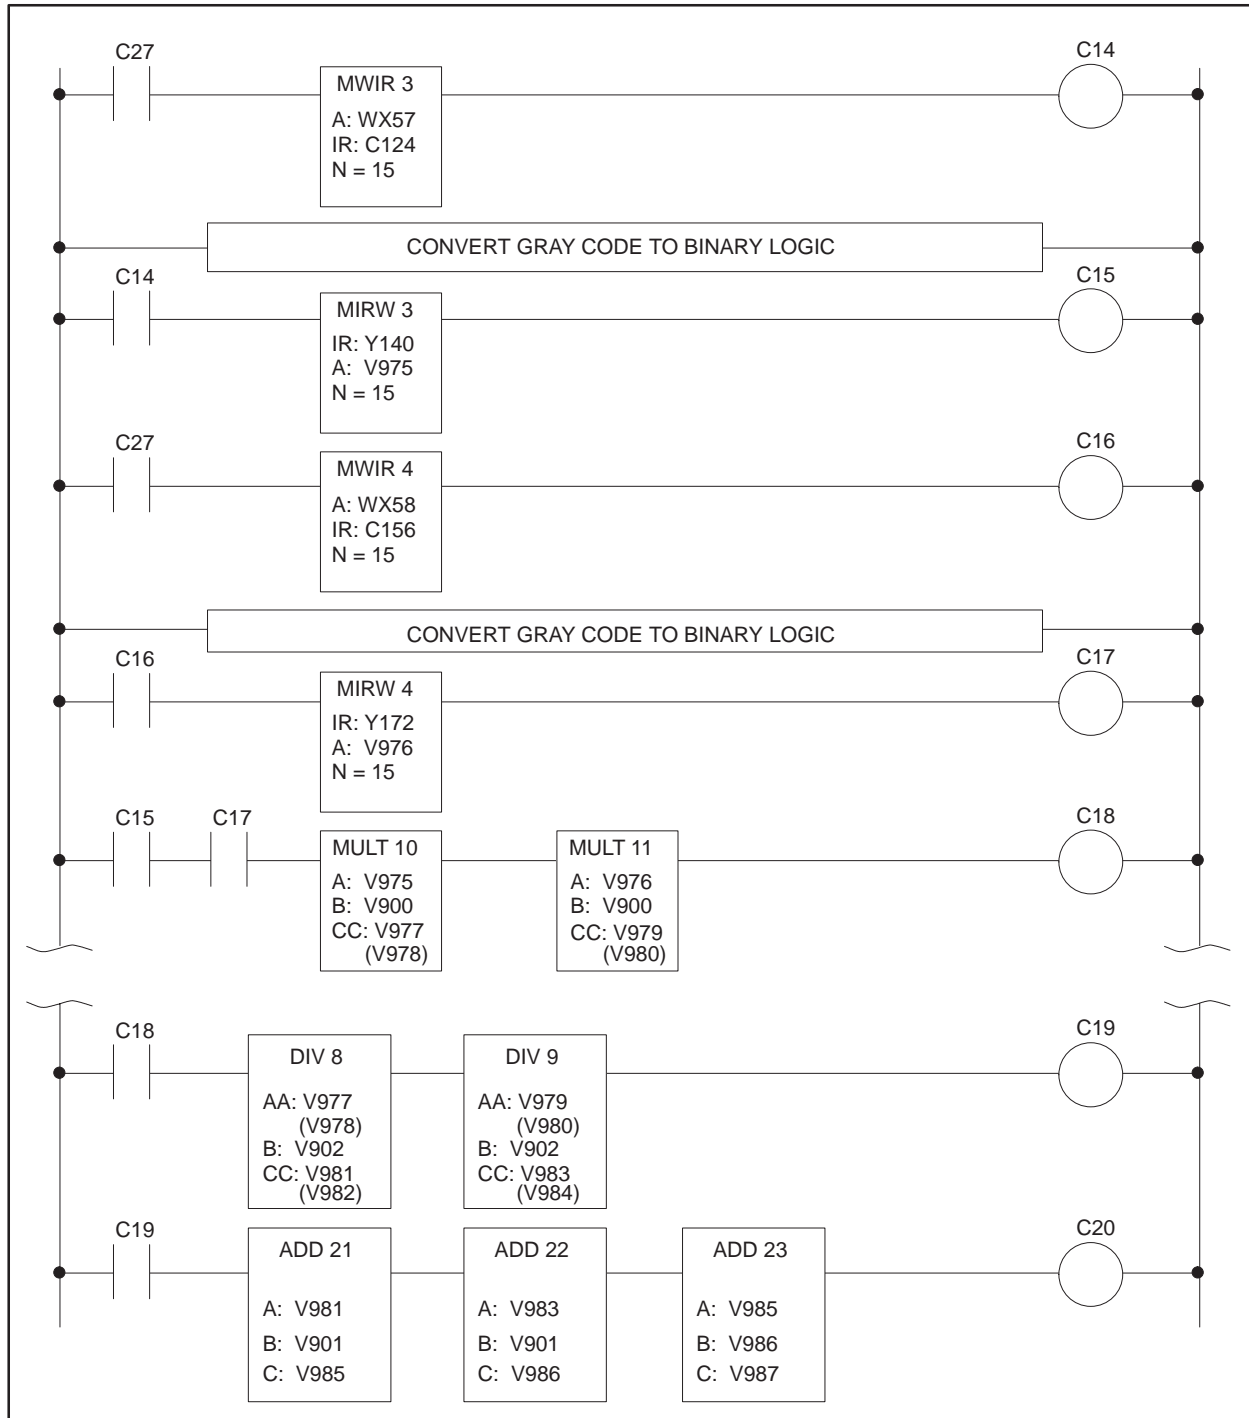 C27
C14
MWIR 3
A: WX57
IR: C124
N = 15
CONVERT GRAY CODE TO BINARY LOGIC
C14
C15
MIRW 3
IR: Y140
A: V975
N = 15
C27
C16
MWIR 4
A: WX58
IR: C156
N = 15
CONVERT GRAY CODE TO BINARY LOGIC
C16
C17
MIRW 4
IR: Y172
A: V976
N = 15
C15
C17
C18
MULT 10
A: V975
B: V900
CC: V977
(V978)
MULT 11
A: V976
B: V900
CC: V979
(V980)
C18
C19
DIV 8
AA: V977
(V978)
B: V902
CC: V981
(V982)
DIV 9
AA: V979
(V980)
B: V902
CC: V983
(V984)
C19
C20
ADD 21
A: V981
B: V901
C: V985
ADD 22
A: V983
B: V901
C: V986
ADD 23
A: V985
B: V986
C: V987